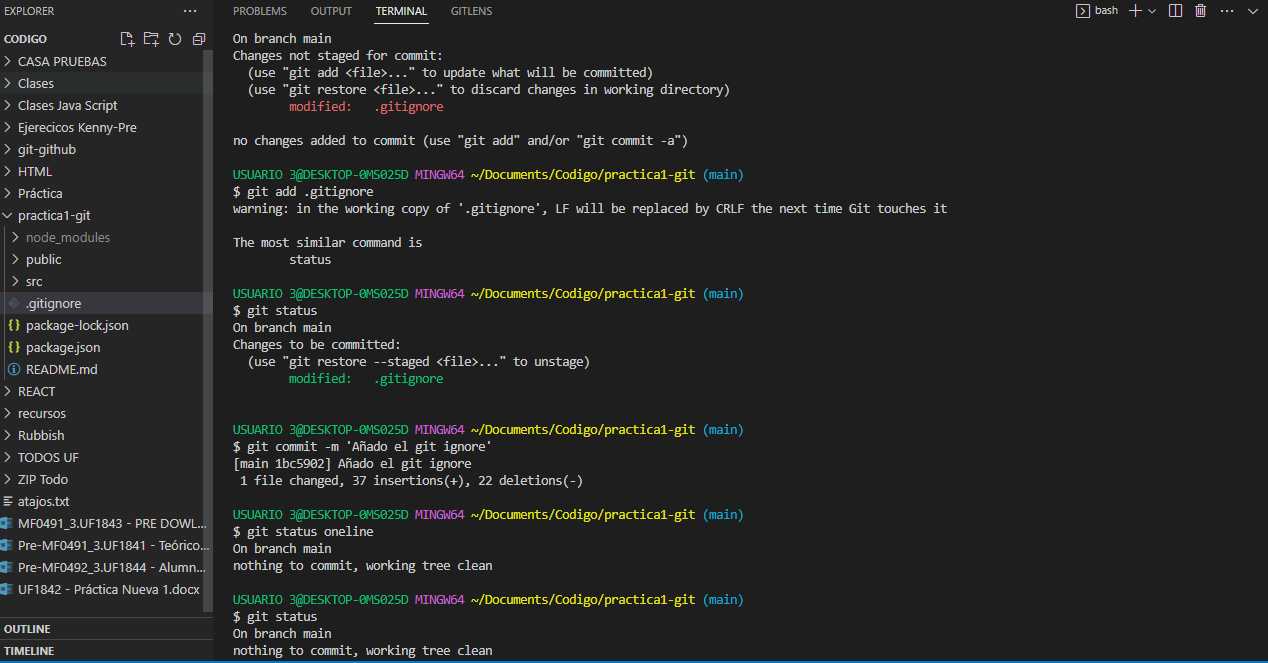 EXPLORER
CODIGO
CASA PRUEBAS
Clases
Clases Java Script
Ejerecicos Kenny-Pre
git-github
HTML
Práctica
practica1-git
node_modules
public
src
.gitignore
package-lock.json
package.json
README.md
REACT
recursos
Rubbish
TODOS UF
ZIP Todo
atajos.txt
MF0491_3.UF1843 - PRE DOWL...
Pre-MF0491_3.UF1841 - Teórico...
Pre-MF0492_3.UF1844 - Alumn...
UF1842 - Práctica Nueva 1.docx
OUTLINE
TIMELINE
PROBLEMS OUTPUT TERMINAL GITLENS
bash
On branch main
Changes not staged for commit:
  (use "git add <file>..." to update what will be committed)
  (use "git restore <file>..." to discard changes in working directory)
        modified:   .gitignore
no changes added to commit (use "git add" and/or "git commit -a")
USUARIO 3@DESKTOP-0MS025D MINGW64 ~/Documents/Codigo/practica1-git (main)
$ git add .gitignore
warning: in the working copy of '.gitignore', LF will be replaced by CRLF the next time Git touches it
The most similar command is
        status
USUARIO 3@DESKTOP-0MS025D MINGW64 ~/Documents/Codigo/practica1-git (main)
$ git status
On branch main
Changes to be committed:
  (use "git restore --staged <file>..." to unstage)
        modified:   .gitignore
USUARIO 3@DESKTOP-0MS025D MINGW64 ~/Documents/Codigo/practica1-git (main)
$ git commit -m 'Añado el git ignore'
[main 1bc5902] Añado el git ignore
 1 file changed, 37 insertions(+), 22 deletions(-)
USUARIO 3@DESKTOP-0MS025D MINGW64 ~/Documents/Codigo/practica1-git (main)
$ git status oneline
On branch main
nothing to commit, working tree clean
USUARIO 3@DESKTOP-0MS025D MINGW64 ~/Documents/Codigo/practica1-git (main)
$ git status
On branch main
nothing to commit, working tree clean